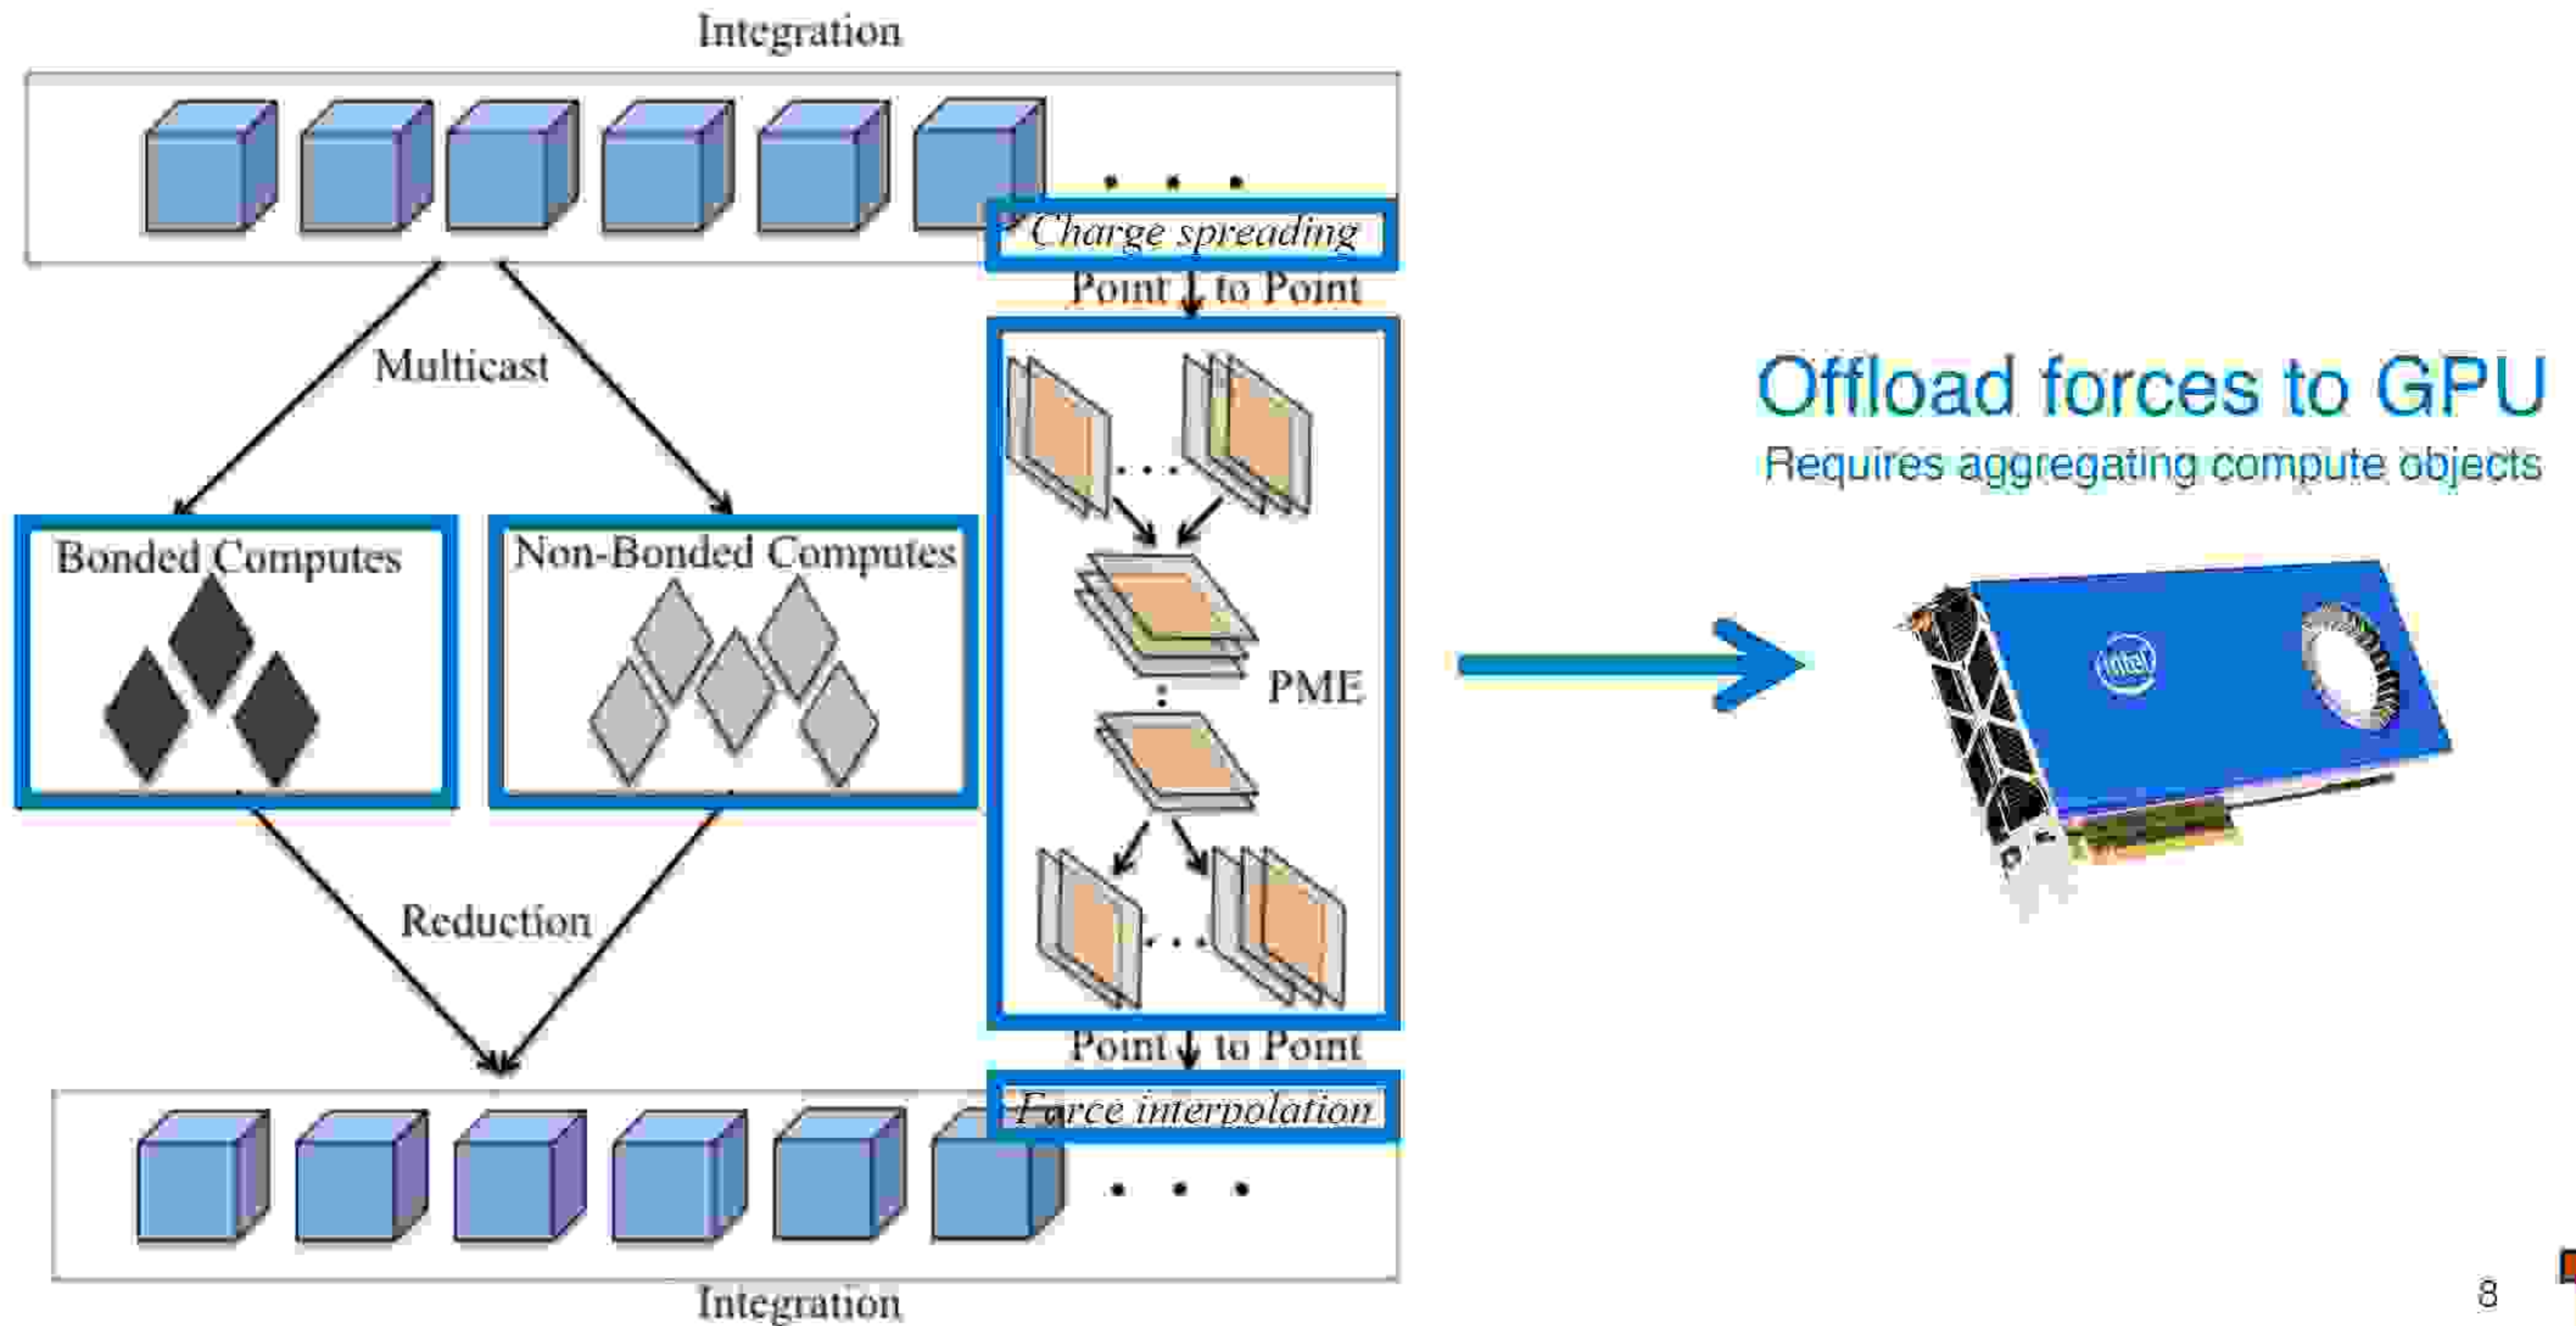 Integration
Charge spreading
Point to Point
Multicast
Offload forces to GPU
Requires aggregating compute objects
Bonded Computes
Non-Bonded Computes
PME
intel
Reduction
Point to Point
Force interpolation
Integration
8